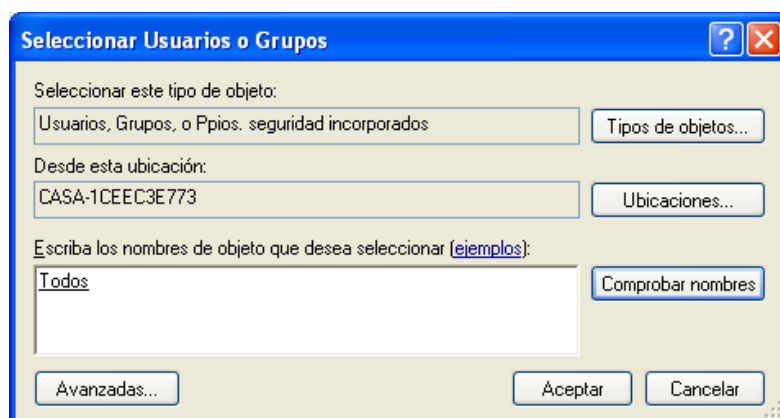 Seleccionar Usuarios o Grupos
Seleccionar este tipo de objeto:
Usuarios, Grupos, o Ppios. seguridad incorporados
Tipos de objetos...
Desde esta ubicación:
CASA-1CEEC3E773
Ubicaciones...
Escriba los nombres de objeto que desea seleccionar (ejemplos):
Todos
Comprobar nombres
Avanzadas...
Aceptar
Cancelar